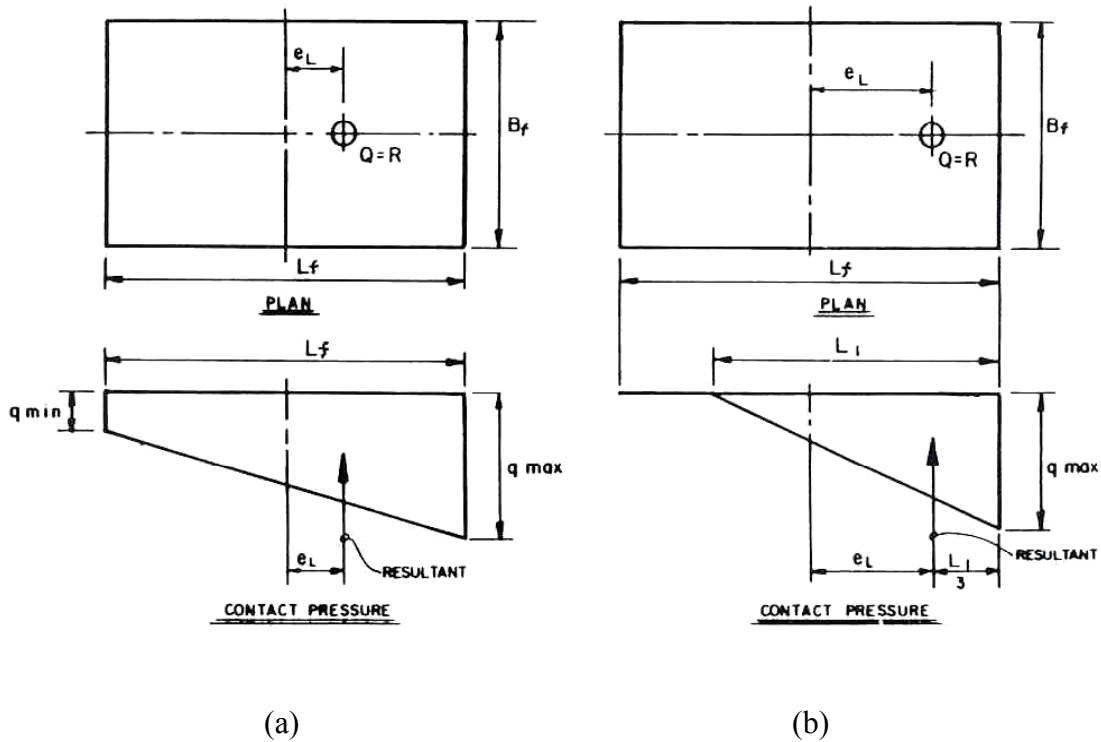 e_L
B_f
Q=R
L_f
PLAN
L_f
q min
q max
e_L
RESULTANT
CONTACT PRESSURE
(a)
e_L
B_f
Q=R
L_f
PLAN
L_1
q max
RESULTANT
e_L
L_1
3
CONTACT PRESSURE
(b)